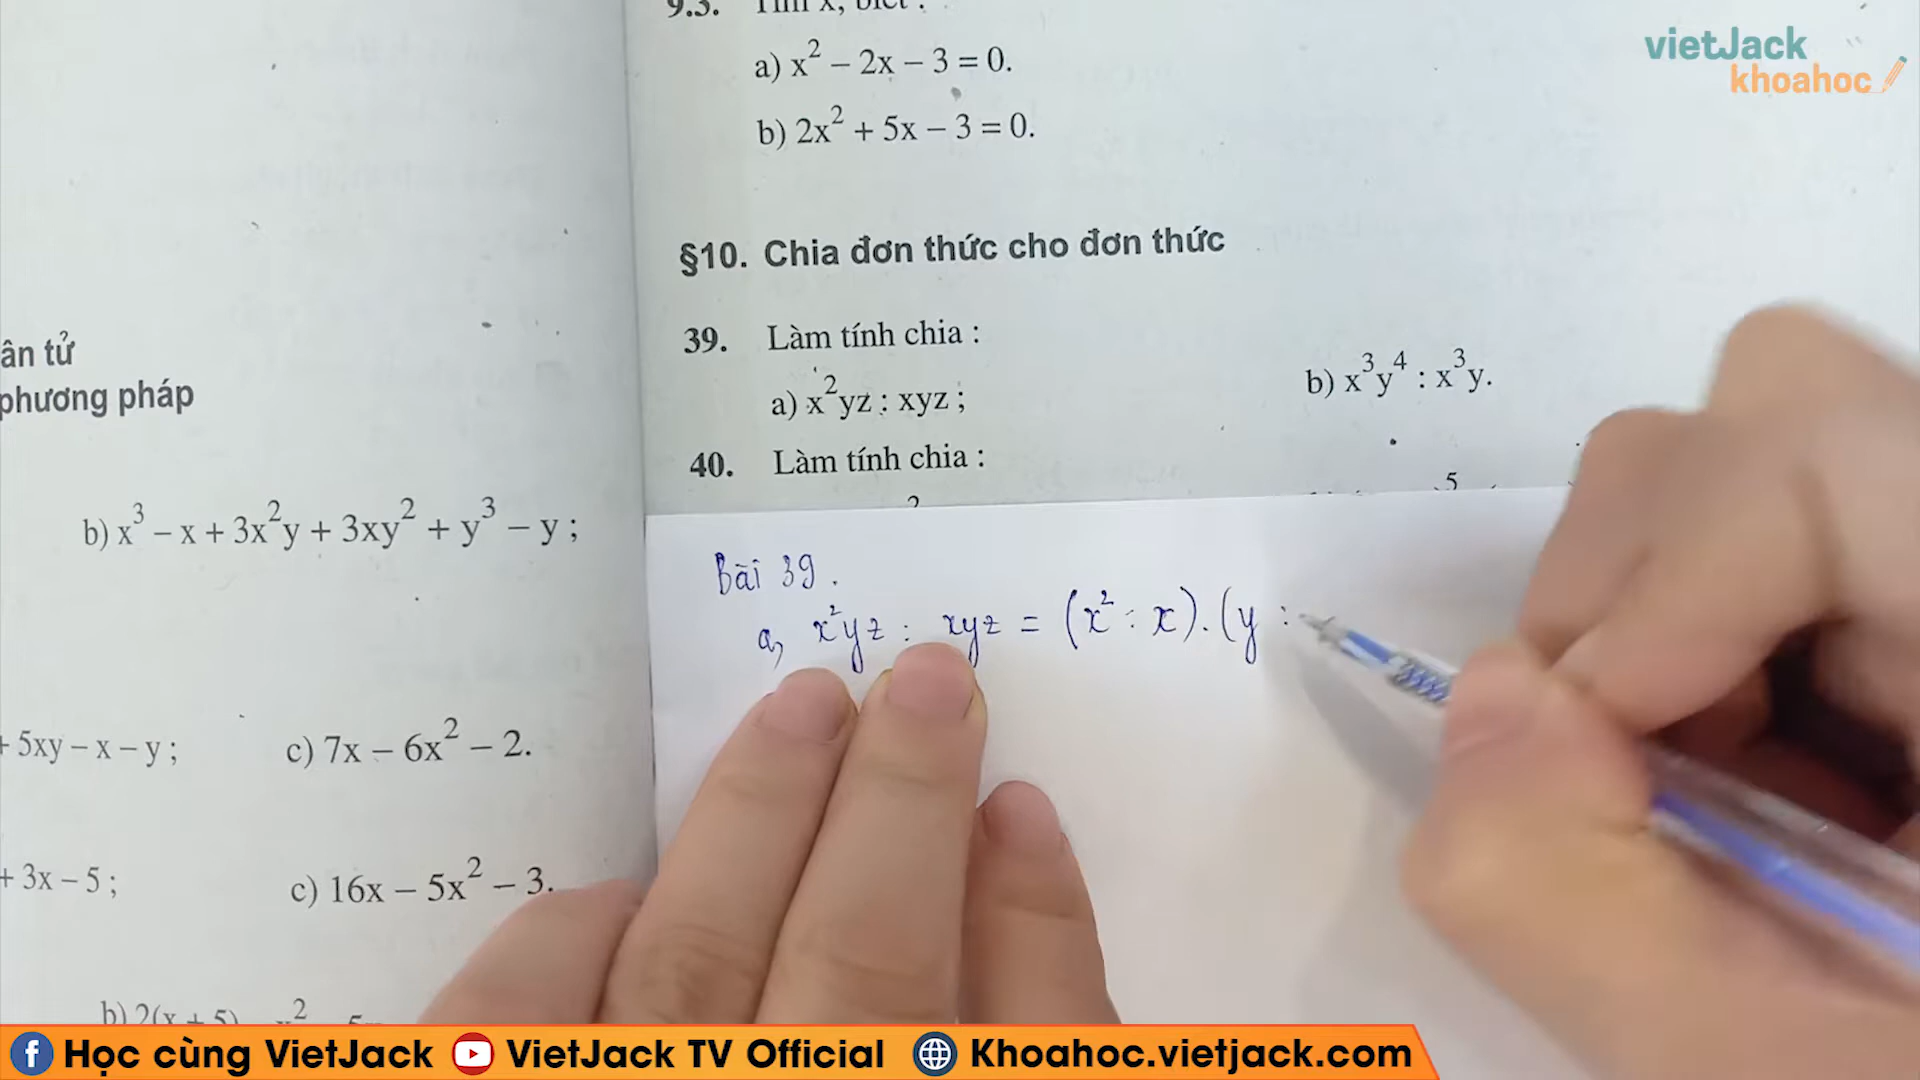 ân tử
phương pháp
b) x³ – x + 3x²y + 3xy² + y³ – y ;
+ 5xy – x – y ;
c) 7x – 6x² – 2.
+ 3x – 5 ;
c) 16x – 5x² – 3.
9.3. Tìm x, biết :
a) x² – 2x – 3 = 0.
b) 2x² + 5x – 3 = 0.
§10. Chia đơn thức cho đơn thức
39. Làm tính chia :
a) x²yz : xyz ;
b) x³y⁴ : x³y.
40. Làm tính chia :
Bài 39.
a, x²yz : xyz = (x² : x).(y :
vietJack
khoahoc
Học cùng VietJack
VietJack TV Official
Khoahoc.vietjack.com